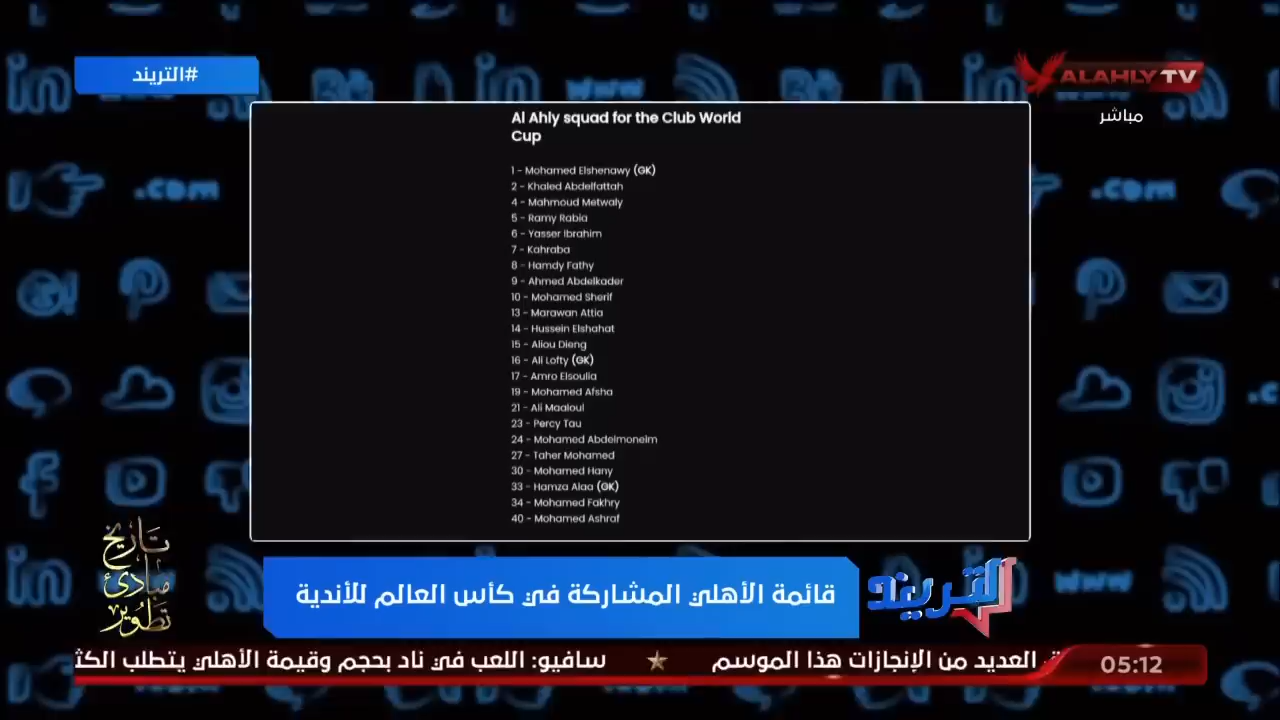 #التريند
ALAHLY TV
مباشر
Al Ahly squad for the Club World
Cup
1 - Mohamed Elshenawy (GK)
2 - Khaled Abdelfattah
4 - Mahmoud Metwaly
5 - Ramy Rabia
6 - Yasser Ibrahim
7 - Kahraba
8 - Hamdy Fathy
9 - Ahmed Abdelkader
10 - Mohamed Sherif
13 - Marawan Attia
14 - Hussein Elshahat
15 - Aliou Dieng
16 - Ali Lofty (GK)
17 - Amro Elsoulia
19 - Mohamed Afsha
21 - Ali Maaloul
23 - Percy Tau
24 - Mohamed Abdelmoneim
27 - Taher Mohamed
30 - Mohamed Hany
33 - Hamza Alaa (GK)
34 - Mohamed Fakhry
40 - Mohamed Ashraf
تاريخ
مبادئ
تطوير
التريند
قائمة الأهلي المشاركة في كأس العالم للأندية
العديد من الإنجازات هذا الموسم ★ سافيو: اللعب في ناد بحجم وقيمة الأهلي يتطلب
05:12